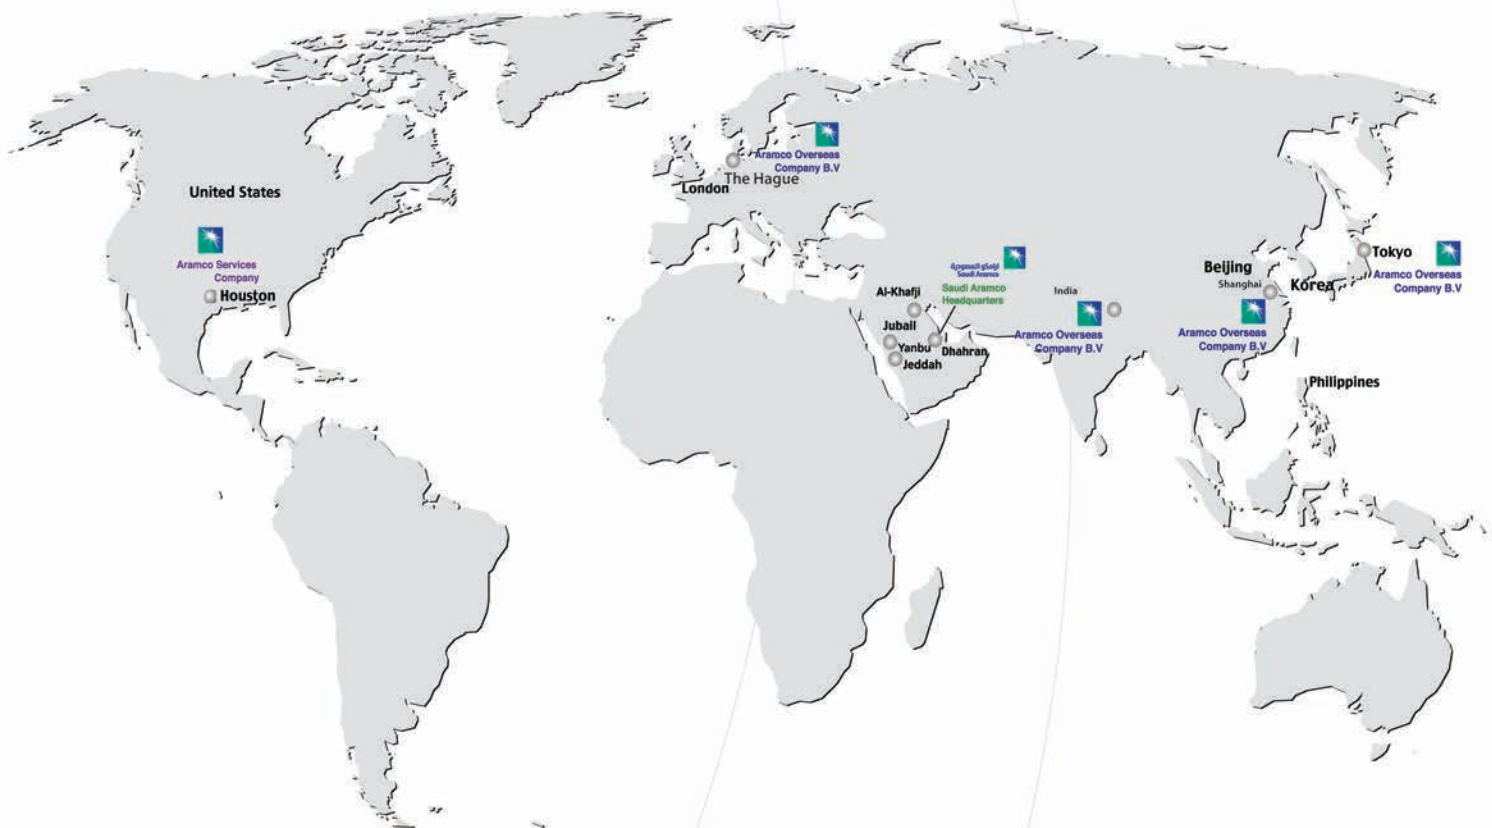 United States
Aramco Services
Company
Houston
Aramco Overseas
Company B.V
The Hague
London
أرامكو السعودية
Saudi Aramco
Saudi Aramco
Headquarters
Al-Khafji
Jubail
Yanbu
Dhahran
Jeddah
India
Aramco Overseas
Company B.V
Beijing
Shanghai
Korea
Aramco Overseas
Company B.V
Tokyo
Aramco Overseas
Company B.V
Philippines